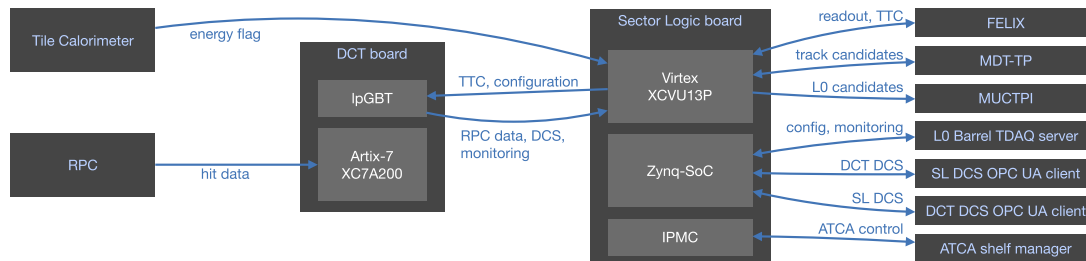 Tile Calorimeter
energy flag
RPC
hit data
DCT board
lpGBT
Artix-7
XC7A200
TTC, configuration
RPC data, DCS,
monitoring
Sector Logic board
Virtex
XCVU13P
Zynq-SoC
IPMC
readout, TTC
FELIX
track candidates
MDT-TP
L0 candidates
MUCTPI
config, monitoring
L0 Barrel TDAQ server
DCT DCS
SL DCS OPC UA client
SL DCS
DCT DCS OPC UA client
ATCA control
ATCA shelf manager